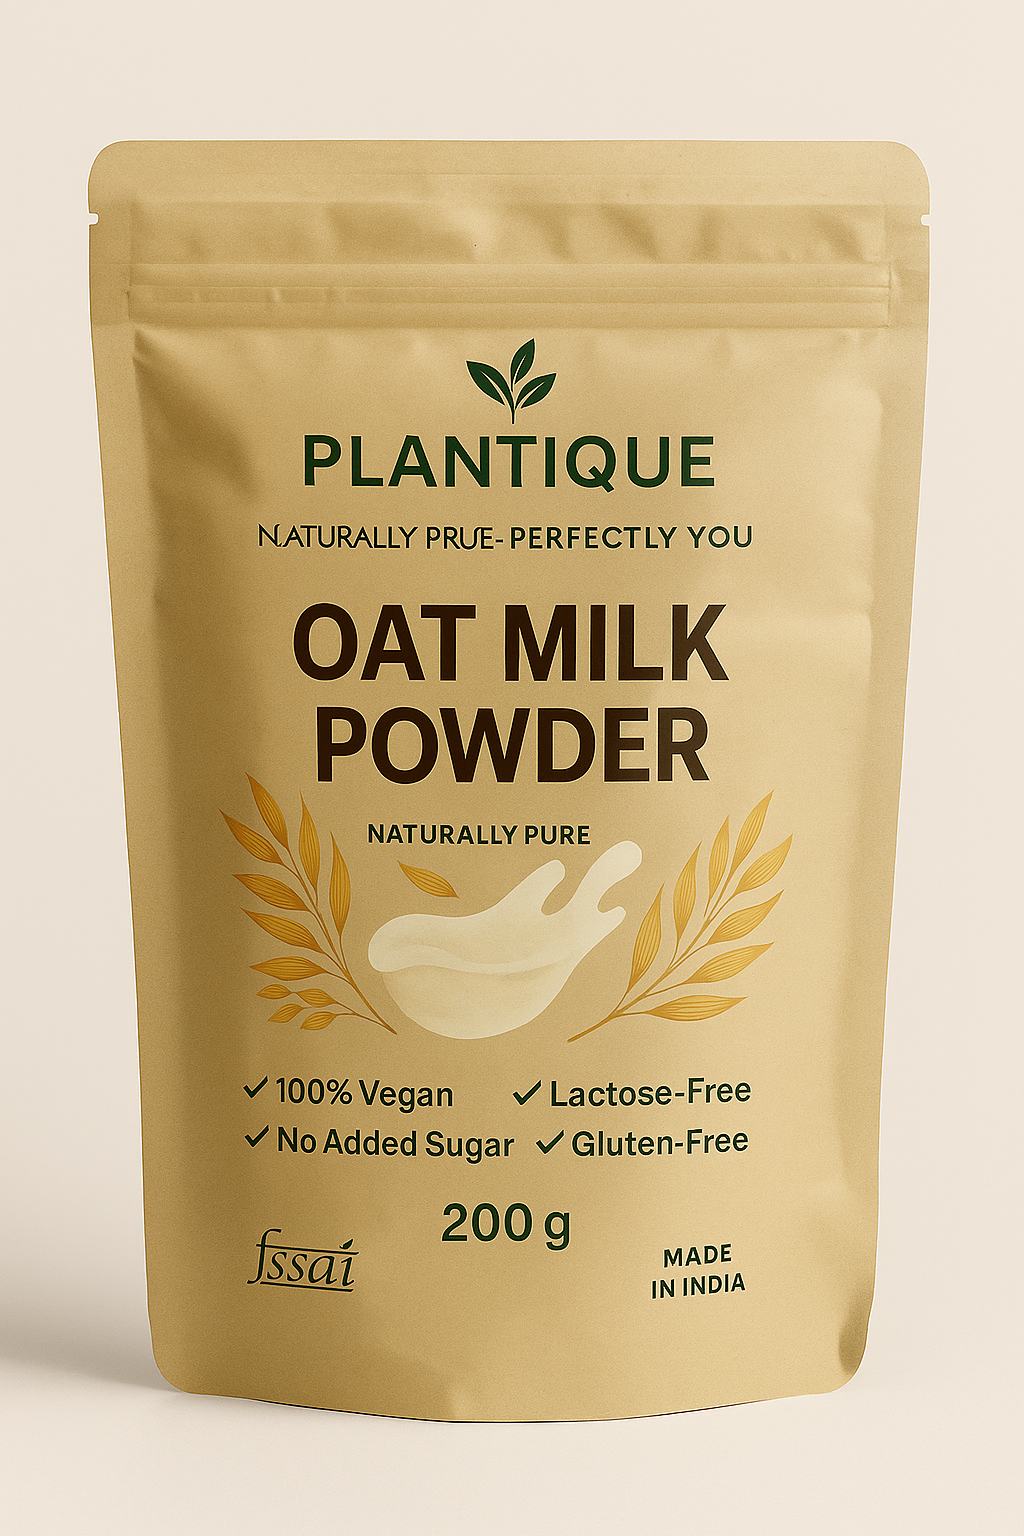 PLANTIQUE
NATURALLY PRUE-PERFECTLY YOU
OAT MILK
POWDER
NATURALLY PURE
✓ 100% Vegan ✓ Lactose-Free
✓ No Added Sugar ✓ Gluten-Free
200 g
fssai
MADE
IN INDIA